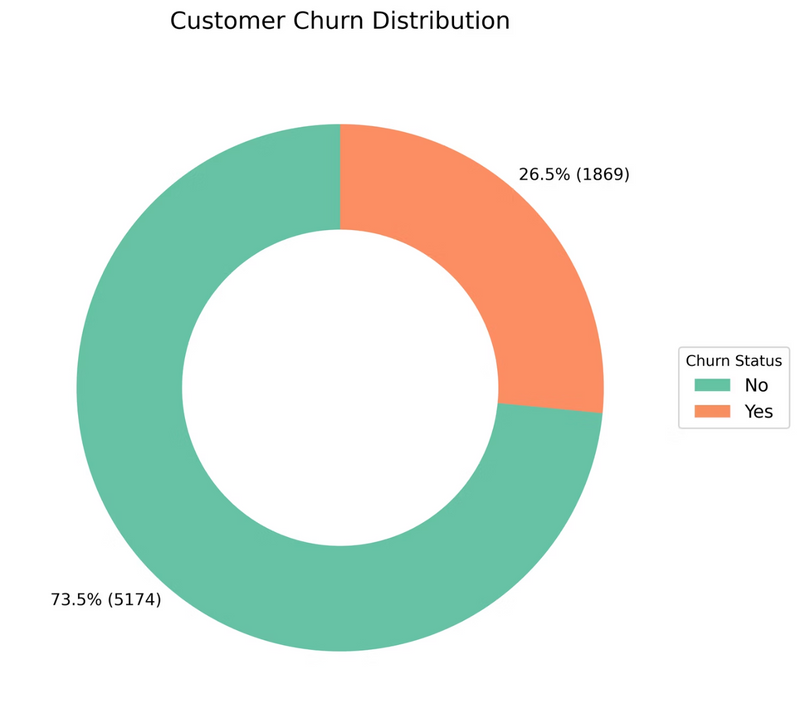 Customer Churn Distribution
26.5% (1869)
Churn Status
No
Yes
73.5% (5174)